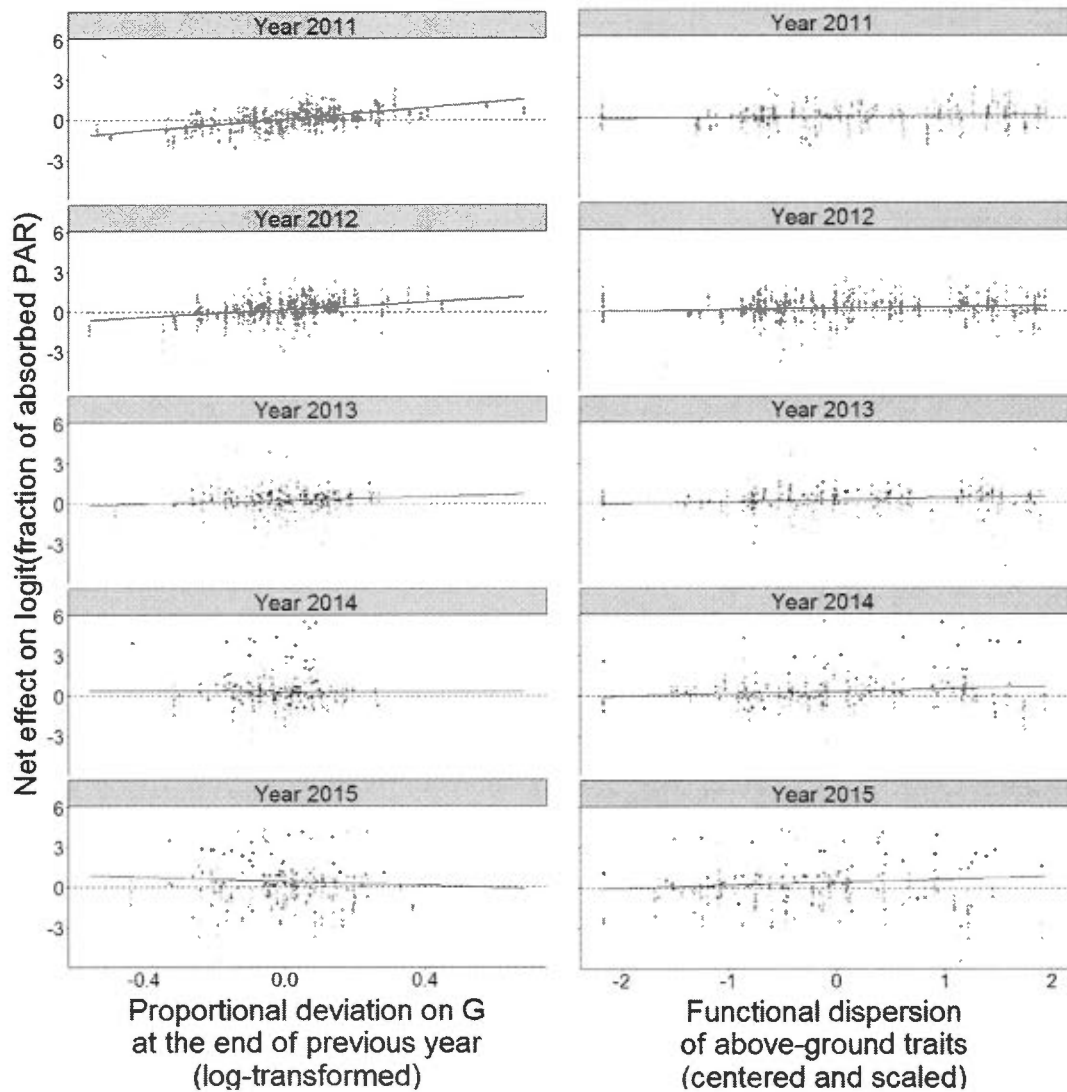 Net effect on logit(fraction of absorbed PAR)
Year 2011
6
3
0
-3
Year 2012
6
3
0
-3
Year 2013
6
3
0
-3
Year 2014
6
3
0
-3
Year 2015
6
3
0
-3
-0.4 0.0 0.4
Proportional deviation on G
at the end of previous year
(log-transformed)
Year 2011
Year 2012
Year 2013
Year 2014
Year 2015
-2 -1 0 1 2
Functional dispersion
of above-ground traits
(centered and scaled)